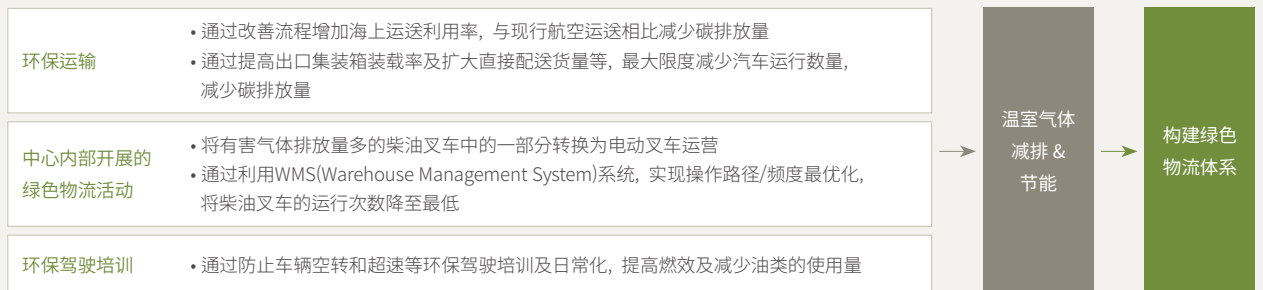 环保运输
• 通过改善流程增加海上运送利用率, 与现行航空运送相比减少碳排放量
• 通过提高出口集装箱装载率及扩大直接配送货量等, 最大限度减少汽车运行数量,
减少碳排放量
中心内部开展的
绿色物流活动
• 将有害气体排放量多的柴油叉车中的一部分转换为电动叉车运营
• 通过利用WMS(Warehouse Management System)系统, 实现操作路径/频度最优化,
将柴油叉车的运行次数降至最低
环保驾驶培训
• 通过防止车辆空转和超速等环保驾驶培训及日常化, 提高燃效及减少油类的使用量
温室气体
减排 &
节能
构建绿色
物流体系